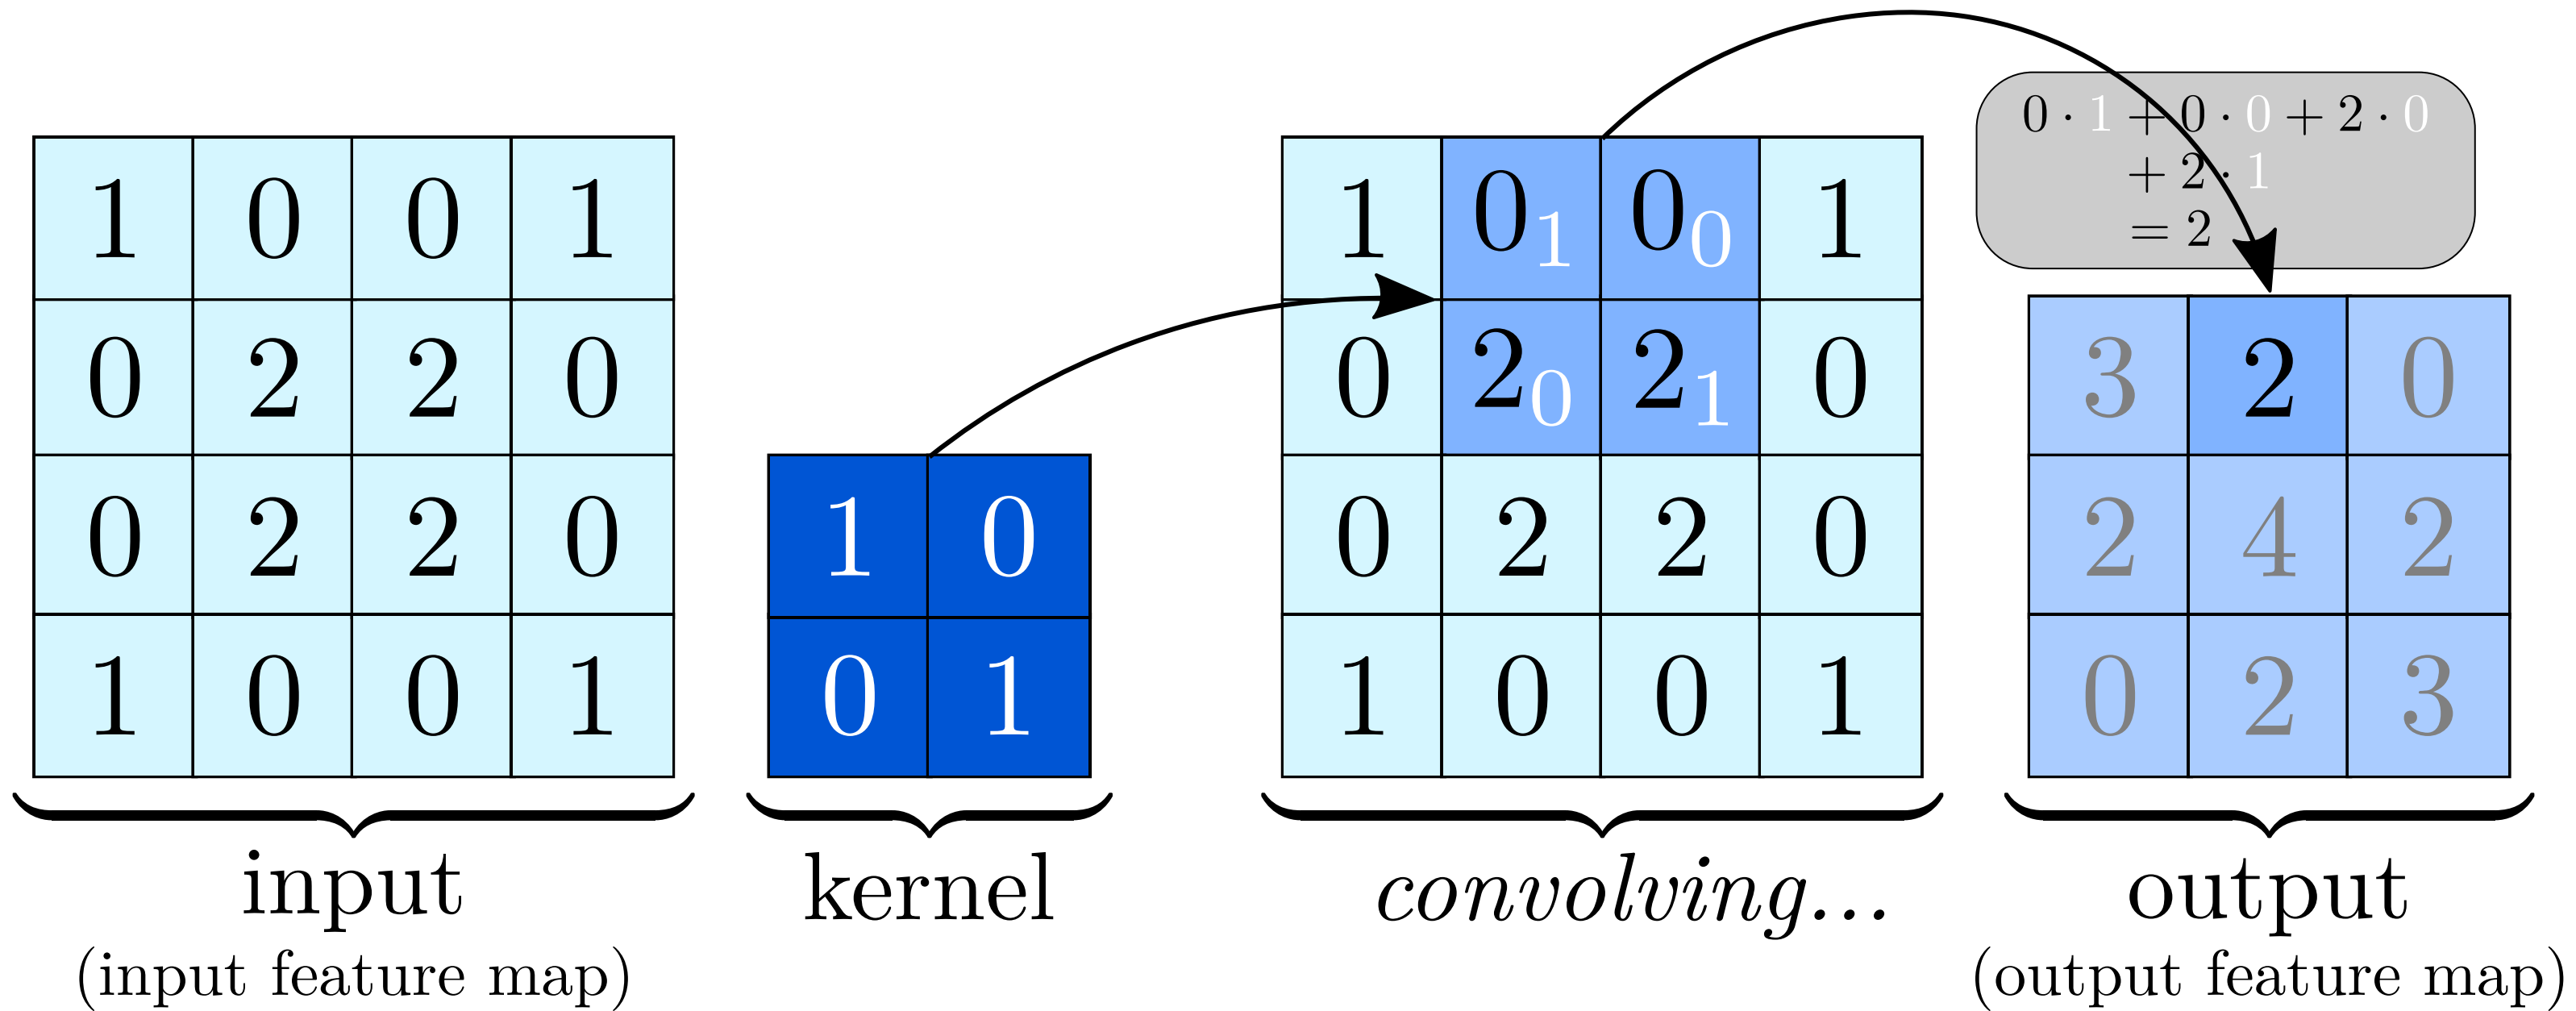 1 0 0 1
0 2 2 0
0 2 2 0
1 0 0 1
input
(input feature map)
1 0
0 1
kernel
1 0₁ 0₀ 1
0 2₀ 2₁ 0
0 2 2 0
1 0 0 1
convolving...
0 · 1 + 0 · 0 + 2 · 0
+ 2 · 1
= 2
3 2 0
2 4 2
0 2 3
output
(output feature map)